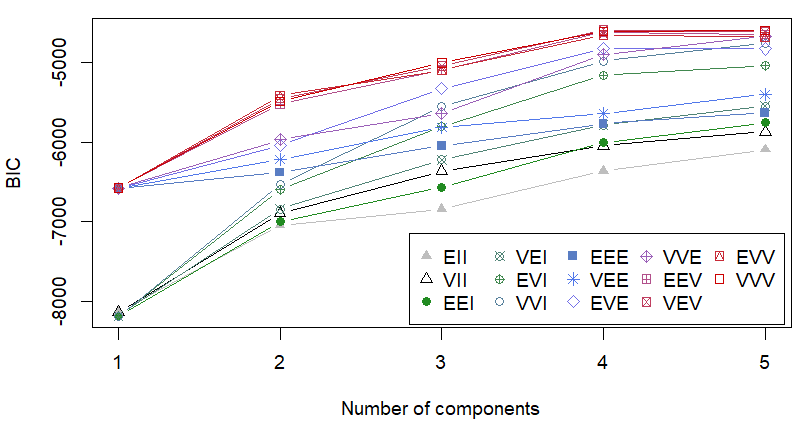 -5000
-6000
-7000
-8000
BIC
EII VEI EEE VVE EVV
VII EVI VEE EEV VVV
EEI VVI EVE VEV
1 2 3 4 5
Number of components